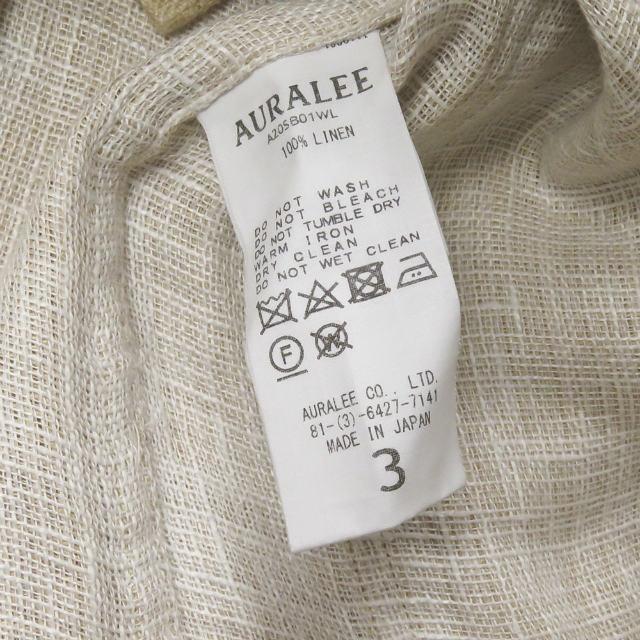 AURALEE
A20SB01WL
100% LINEN
DO NOT WASH
DO NOT BLEACH
DO NOT TUMBLE DRY
WARM IRON
DRY CLEAN
DO NOT WET CLEAN
F
AURALEE CO., LTD.
81-(3)-6427-7141
MADE IN JAPAN
3